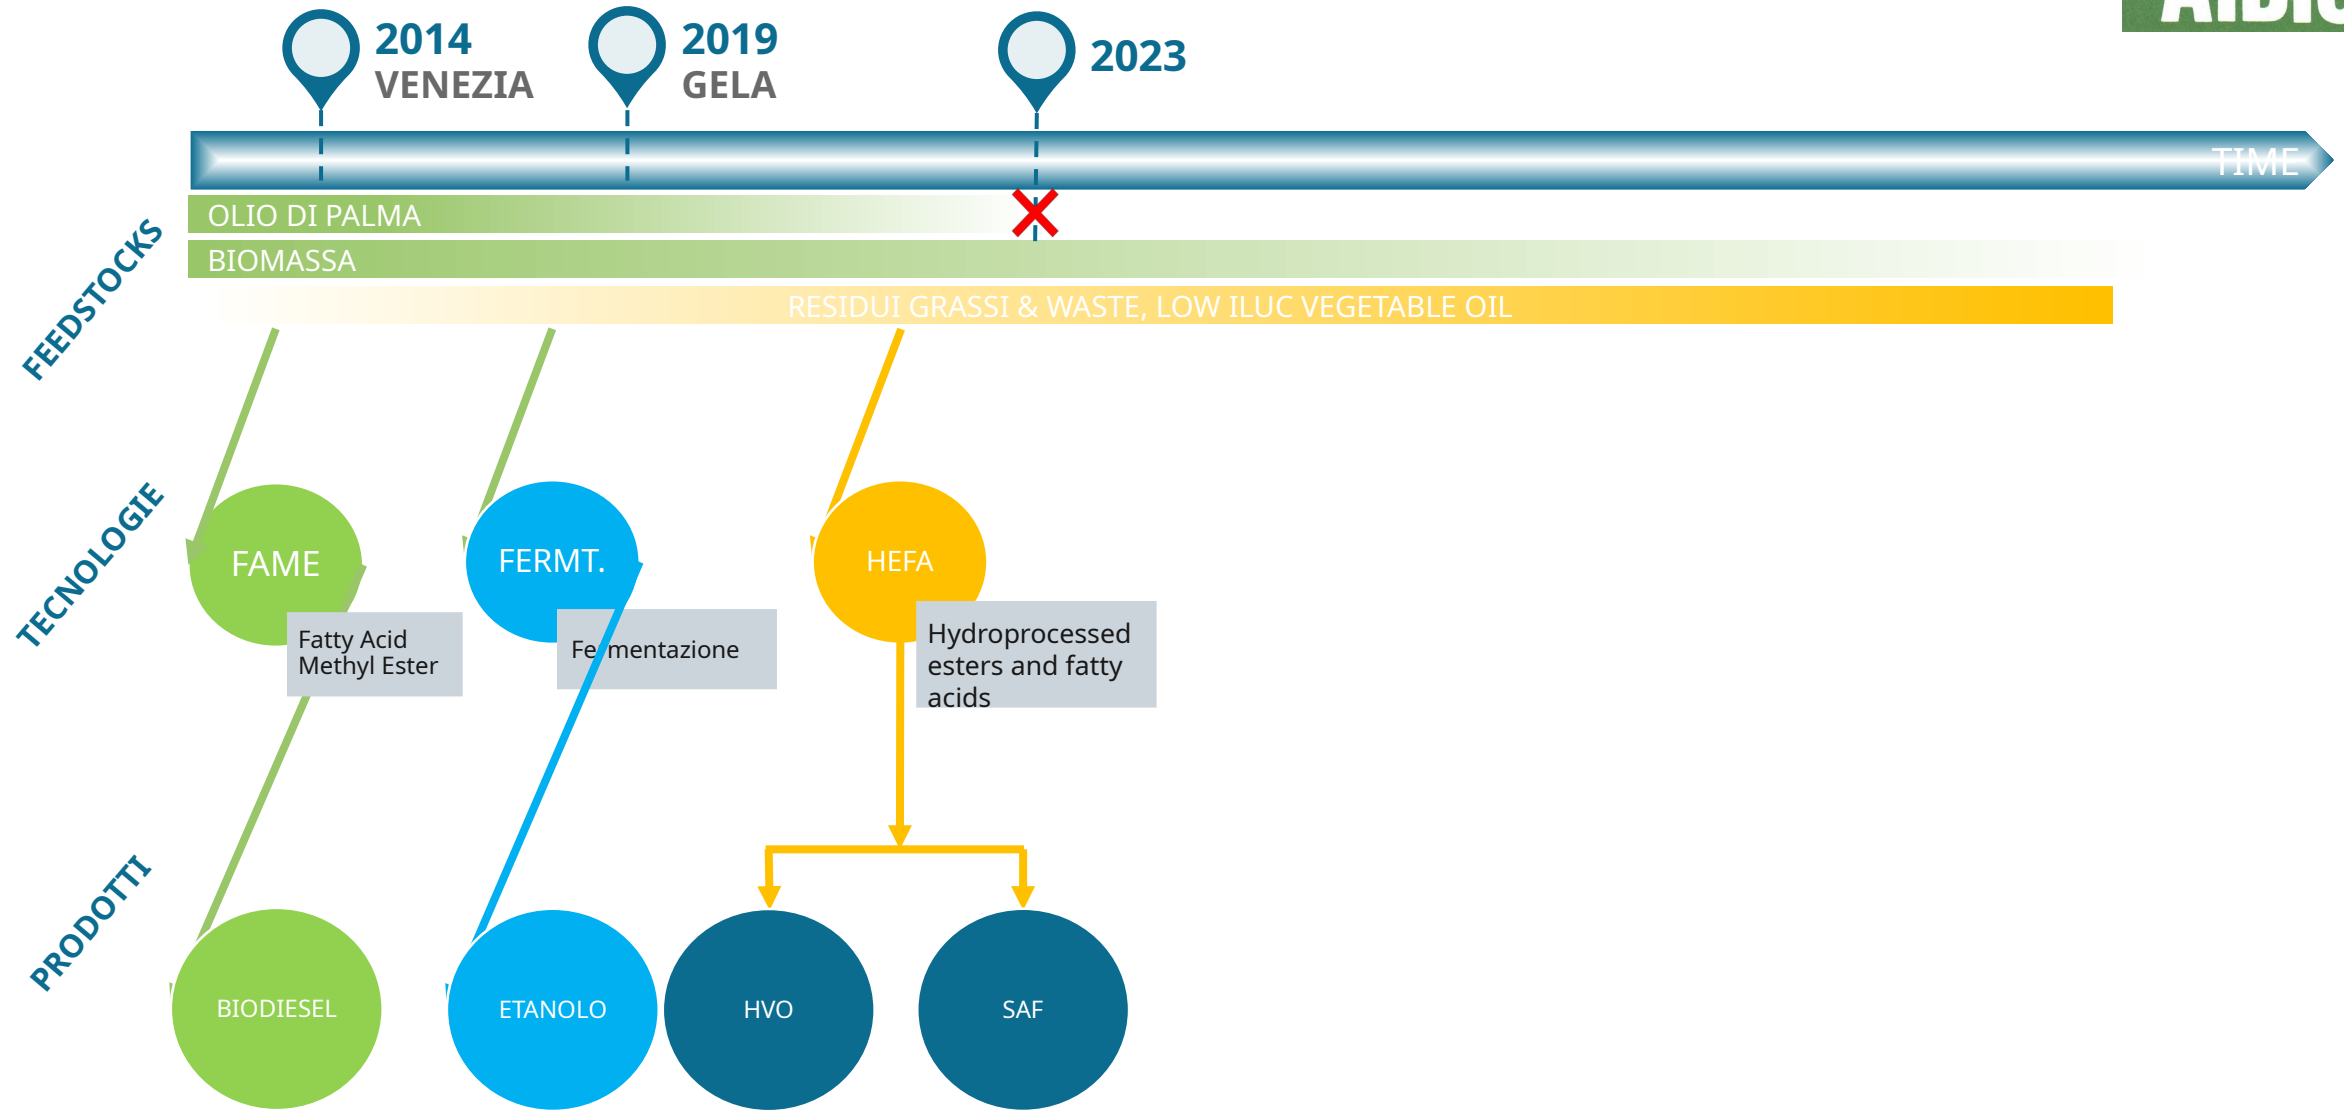 2014
VENEZIA
2019
GELA
2023
TIME
OLIO DI PALMA
BIOMASSA
RESIDUI GRASSI & WASTE, LOW ILUC VEGETABLE OIL
FEEDSTOCKS
TECNOLOGIE
FAME
FERMT.
HEFA
Fatty Acid
Methyl Ester
Fermentazione
Hydroprocessed
esters and fatty
acids
PRODOTTI
BIODIESEL
ETANOLO
HVO
SAF